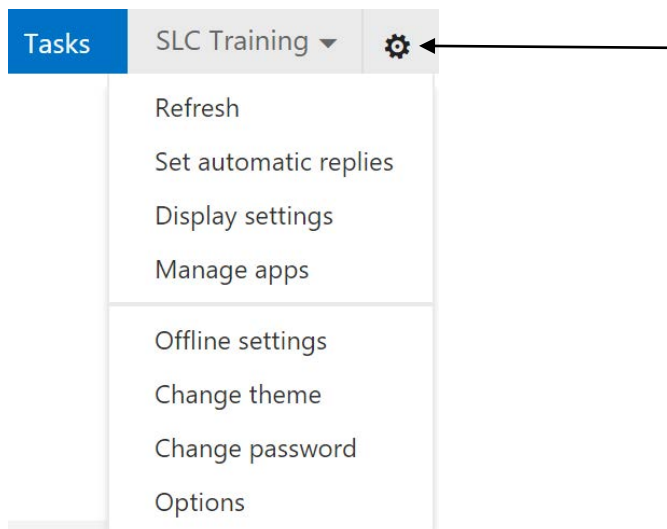 Tasks SLC Training
Refresh
Set automatic replies
Display settings
Manage apps
Offline settings
Change theme
Change password
Options